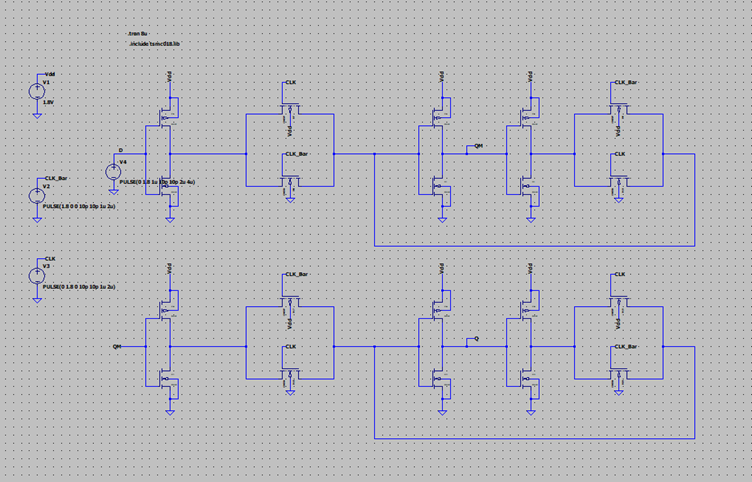 .tran 8u
.include tsmc018.lib
Vdd
V1
1.8V
Vdd
CLK
Vdd
CLK_Bar
Vdd
Vdd
CLK_Bar
Vdd
CLK
D
V4
PULSE(0 1.8 1u 10p 10p 2u 4u)
QM
CLK_Bar
V2
PULSE(1.8 0 0 10p 10p 1u 2u)
CLK
V3
PULSE(0 1.8 0 10p 10p 1u 2u)
Vdd
CLK_Bar
Vdd
CLK
Vdd
Vdd
CLK
Vdd
CLK_Bar
QM
Q